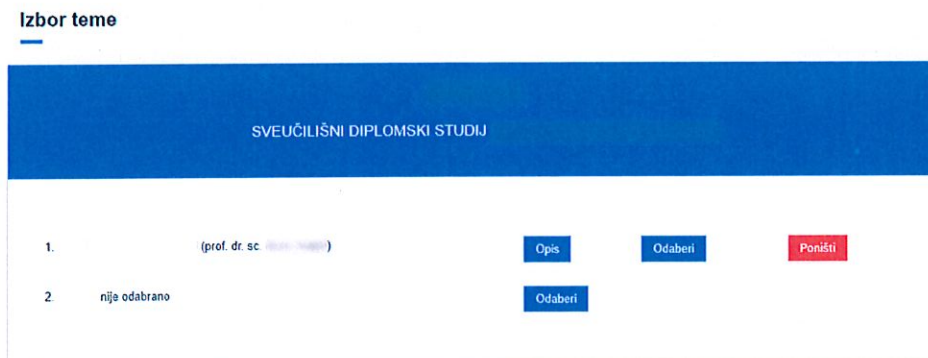 Izbor teme
SVEUČILIŠNI DIPLOMSKI STUDIJ
1. (prof. dr. sc. ) Opis Odaberi Poništi
2. nije odabrano Odaberi